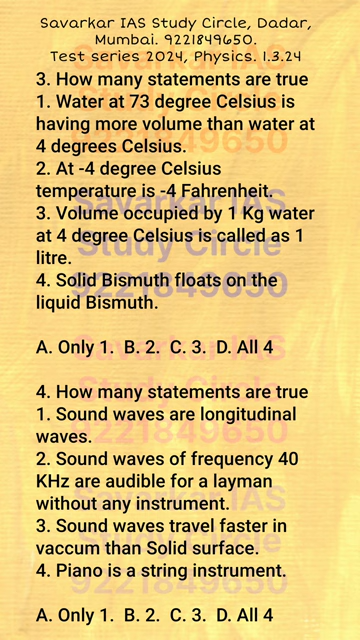 Savarkar IAS Study Circle, Dadar,
Mumbai. 9221849650.
Test series 2024, Physics. 1.3.24
3. How many statements are true
1. Water at 73 degree Celsius is
having more volume than water at
4 degrees Celsius.
2. At -4 degree Celsius
temperature is -4 Fahrenheit.
3. Volume occupied by 1 Kg water
at 4 degree Celsius is called as 1
litre.
4. Solid Bismuth floats on the
liquid Bismuth.
A. Only 1. B. 2. C. 3. D. All 4
4. How many statements are true
1. Sound waves are longitudinal
waves.
2. Sound waves of frequency 40
KHz are audible for a layman
without any instrument.
3. Sound waves travel faster in
vaccum than Solid surface.
4. Piano is a string instrument.
A. Only 1. B. 2. C. 3. D. All 4
Savarkar IAS
Study Circle
9221849650